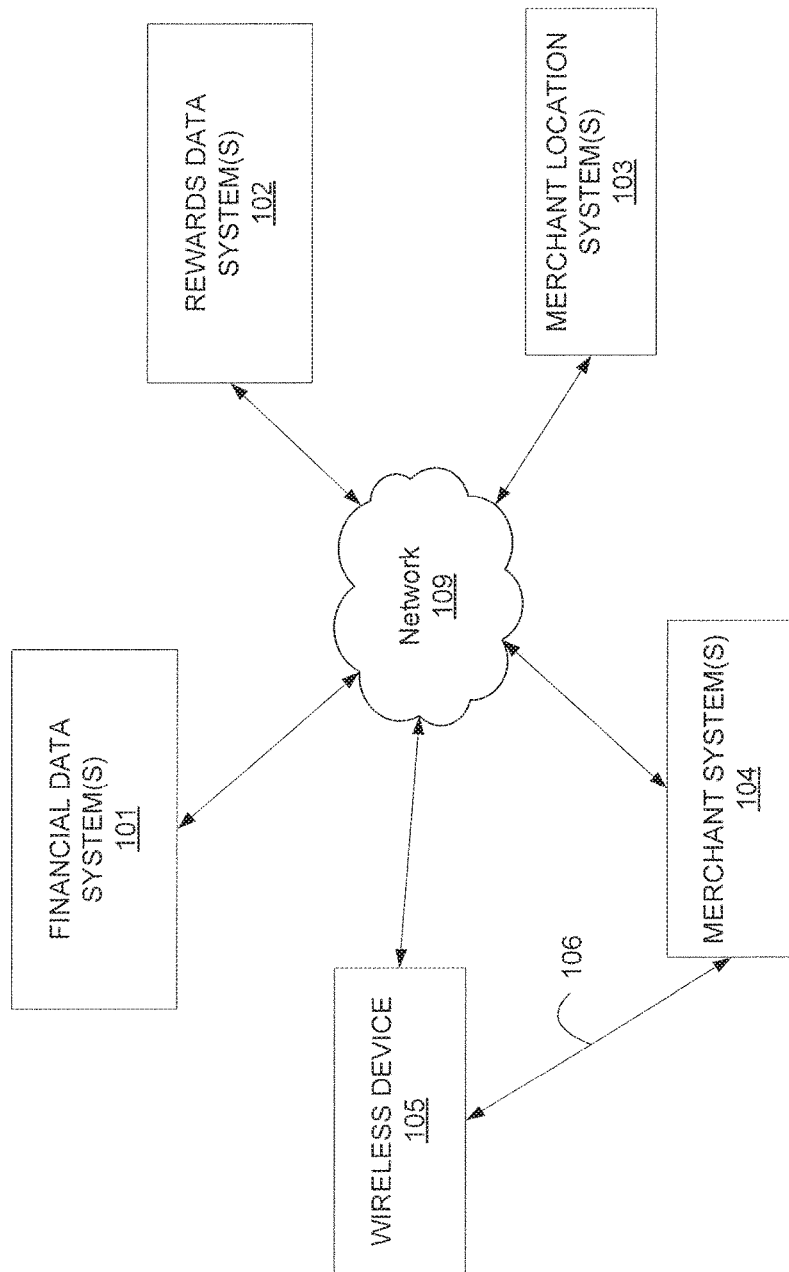 FINANCIAL DATA
SYSTEM(S)
101
REWARDS DATA
SYSTEM(S)
102
WIRELESS DEVICE
105
Network
109
106
MERCHANT SYSTEM(S)
104
MERCHANT LOCATION
SYSTEM(S)
103